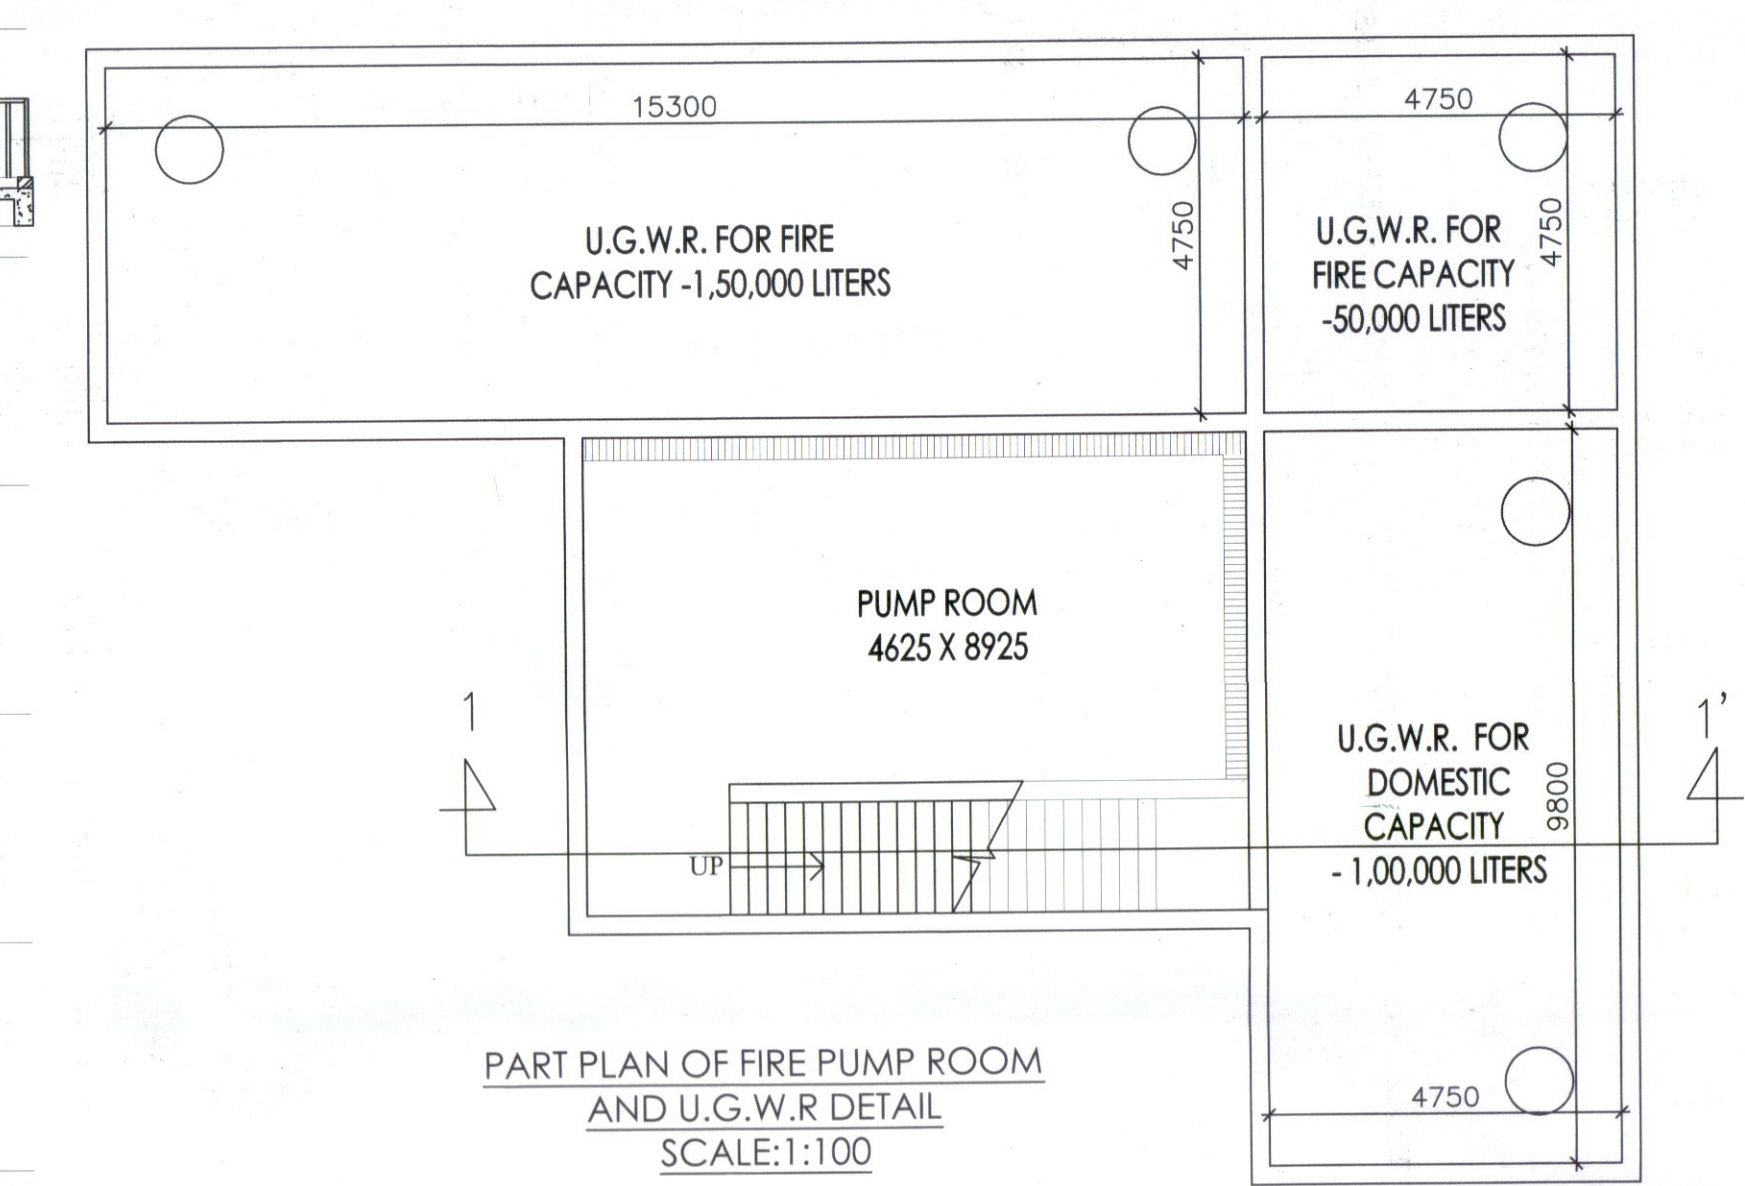 15300
4750
4750
4750
U.G.W.R. FOR FIRE
CAPACITY -1,50,000 LITERS
U.G.W.R. FOR
FIRE CAPACITY
-50,000 LITERS
PUMP ROOM
4625 X 8925
1
1'
U.G.W.R. FOR
DOMESTIC
CAPACITY
- 1,00,000 LITERS
9800
UP
4750
PART PLAN OF FIRE PUMP ROOM
AND U.G.W.R DETAIL
SCALE:1:100